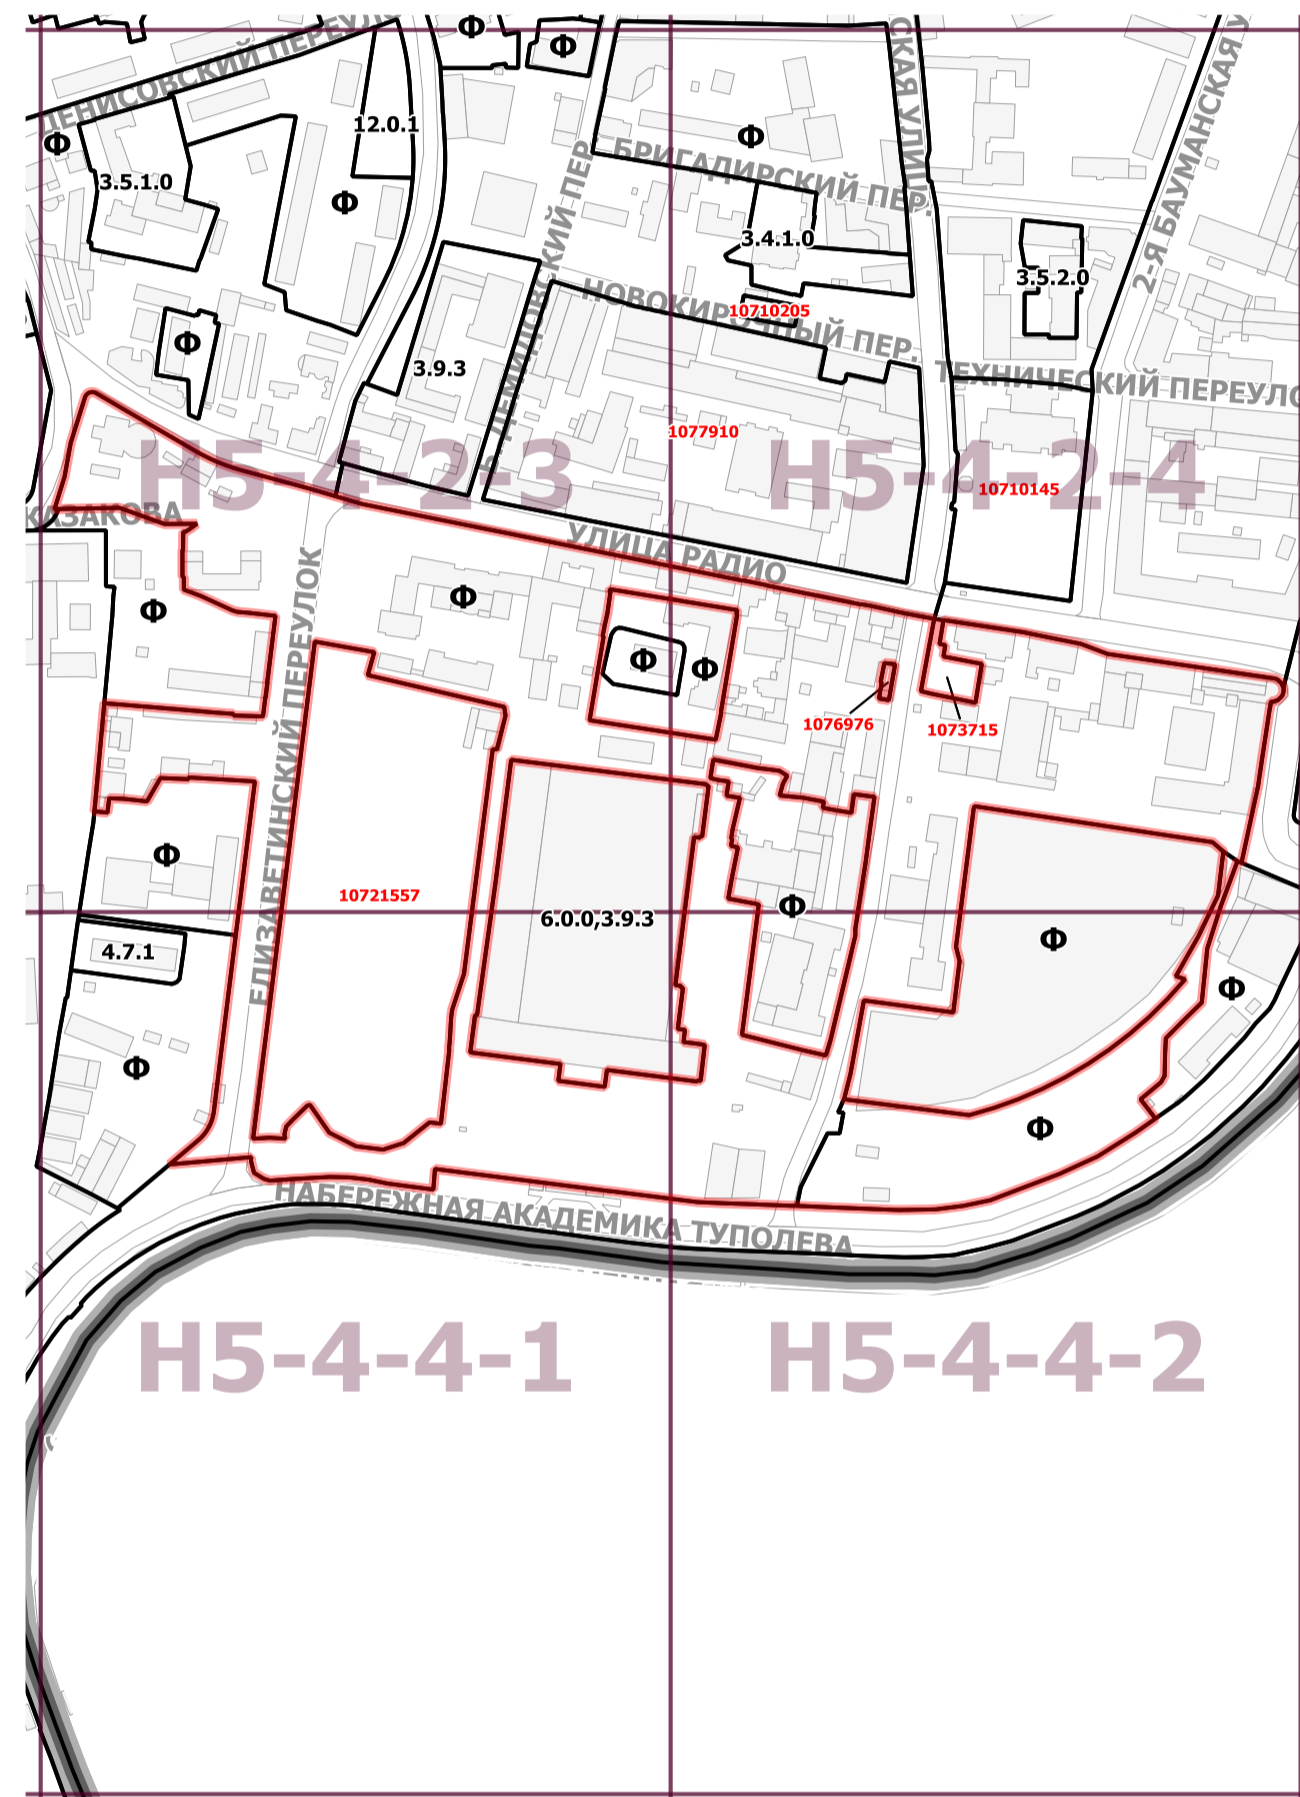 Ф
Ф
ДЕНИСОВСКИЙ
СКАЯ УЛИЦ
2-Я БАУМАНСКАЯ У
12.0.1
Ф
Ф
БРИГАДИРСКИЙ ПЕР.
3.5.1.0
Ф
3.4.1.0
3.5.2.0
НОВОКИРОЧНЫЙ ПЕР.
10710205
Ф
3.9.3
ТЕХНИЧЕСКИЙ ПЕРЕУЛО
1077910
Н5-4-2-3
Н5-4-2-4
10710145
КАЗАКОВА
УЛИЦА РАДИО
Ф
Ф
Ф
Ф
ЕЛИЗАВЕТИНСКИЙ ПЕРЕУЛОК
1076976
1073715
Ф
10721557
6.0.0,3.9.3
Ф
Ф
4.7.1
Ф
Ф
Ф
НАБЕРЕЖНАЯ АКАДЕМИКА ТУПОЛЕВА
Н5-4-4-1
Н5-4-4-2